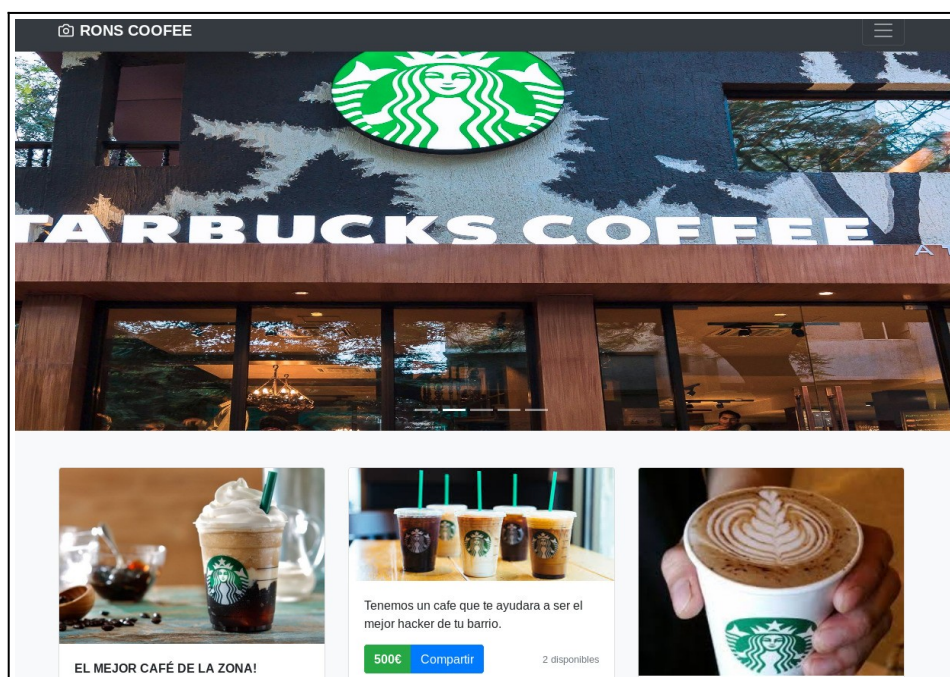 RONS COOFEE
TARBUCKS COFFEE
EL MEJOR CAFÉ DE LA ZONA!
Tenemos un cafe que te ayudara a ser el
mejor hacker de tu barrio.
500€ Compartir 2 disponibles